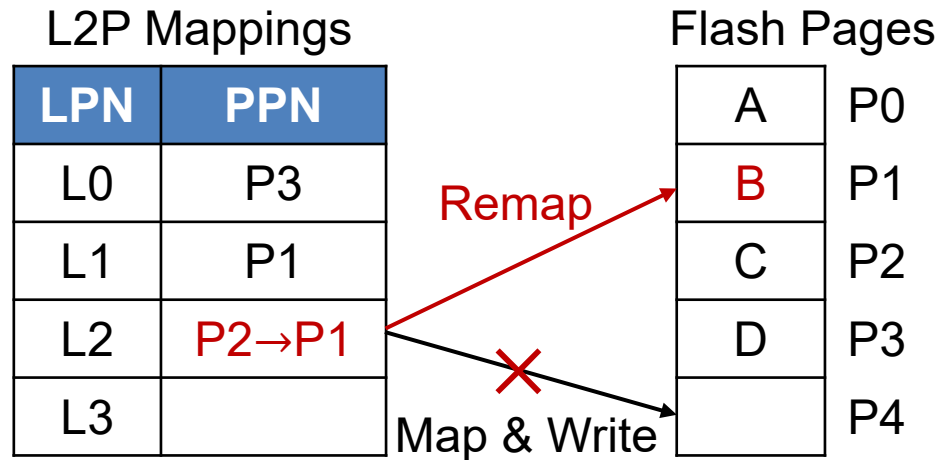 L2P Mappings
Flash Pages
LPN PPN
A P0
L0 P3
B P1
Remap
L1 P1
C P2
L2 P2→P1
D P3
L3
P4
Map & Write